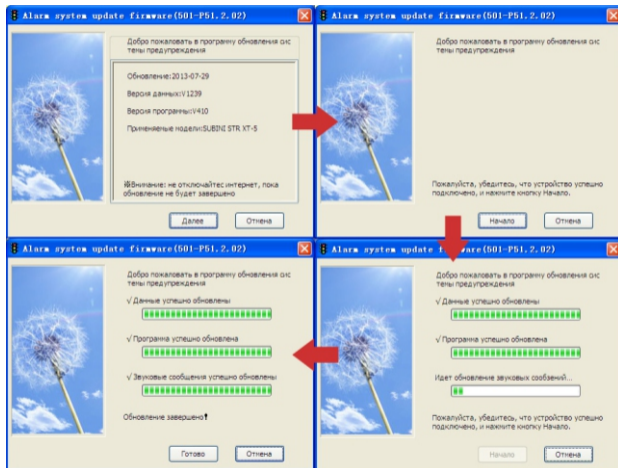 Alarm system update firmware(501-P51.2.02)
Добро пожаловать в программу обновления сис
темы предупреждения
Обновление:2013-07-29
Версия данных:V1239
Версия программы:V410
Применяемые модели:SUBINI STR XT-5
※Внимание: не отключайтес интернет, пока
обновление не будет завершено
Далее
Отмена
Alarm system update firmware(501-P51.2.02)
Добро пожаловать в программу обновления сис
темы предупреждения
Пожалуйста, убедитесь, что устройство успешно
подключено, и нажмите кнопку Начало.
Начало
Отмена
Alarm system update firmware(501-P51.2.02)
Добро пожаловать в программу обновления сис
темы предупреждения
√ Данные успешно обновлены
√ Программа успешно обновлена
Идет обновление звуковых сообзений...
Пожалуйста, убедитесь, что устройство успешно
подключено, и нажмите кнопку Начало.
Начало
Отмена
Alarm system update firmware(501-P51.2.02)
Добро пожаловать в программу обновления сис
темы предупреждения
√ Данные успешно обновлены
√ Программа успешно обновлена
√ Звуковые сообщения успешно обновлены
Обновление завершено!
Готово
Отмена